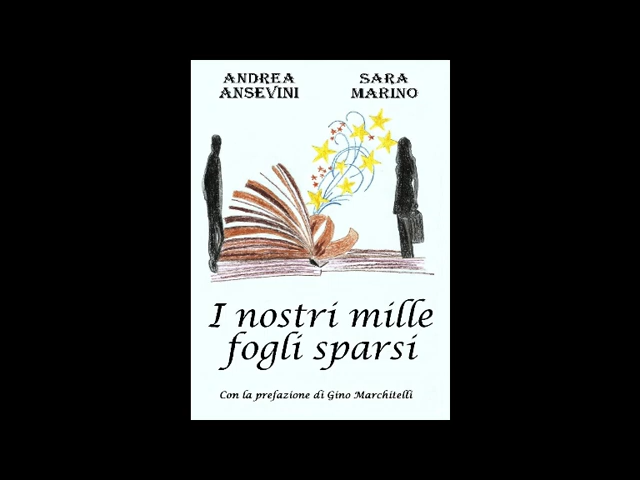 ANDREA
ANSEVINI
SARA
MARINO
I nostri mille
fogli sparsi
Con la prefazione di Gino Marchitelli